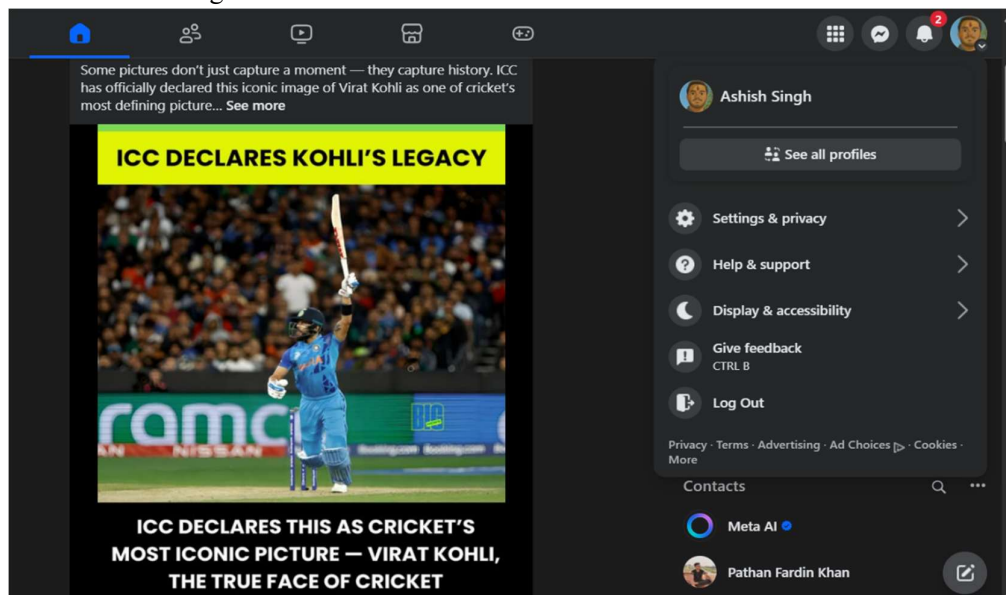 2
Some pictures don't just capture a moment — they capture history. ICC
has officially declared this iconic image of Virat Kohli as one of cricket's
most defining picture... See more
ICC DECLARES KOHLI'S LEGACY
ramc
BIG
NISSAN
Booking.com
ICC DECLARES THIS AS CRICKET'S
MOST ICONIC PICTURE — VIRAT KOHLI,
THE TRUE FACE OF CRICKET
Ashish Singh
See all profiles
Settings & privacy
Help & support
Display & accessibility
Give feedback
CTRL B
Log Out
Privacy · Terms · Advertising · Ad Choices · Cookies ·
More
Contacts
Meta AI
Pathan Fardin Khan